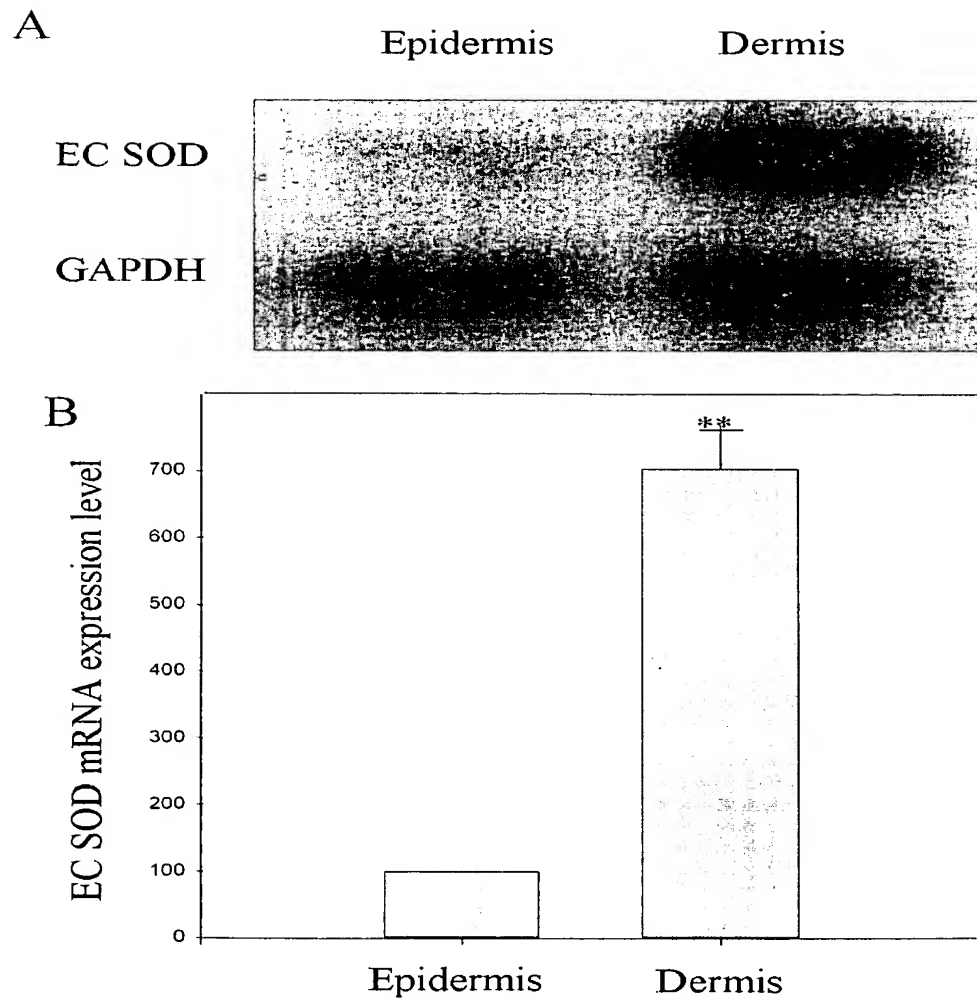 A
Epidermis Dermis
EC SOD
GAPDH
B
EC SOD mRNA expression level
**
700
600
500
400
300
200
100
0
Epidermis Dermis